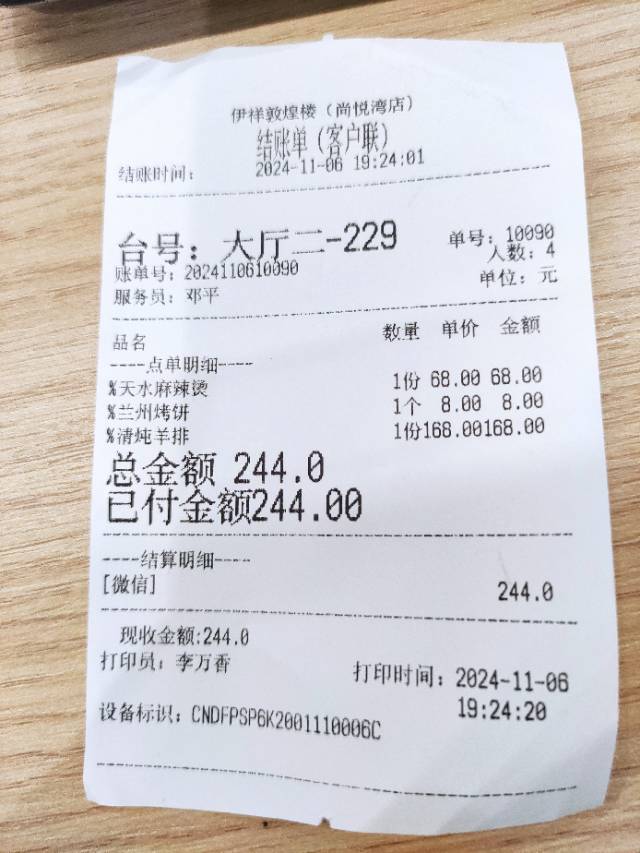 伊祥敦煌楼（尚悦湾店）
结账单（客户联）
结账时间： 2024-11-06 19:24:01
台号：大厅二-229 单号：10090
账单号：2024110610090 人数：4
服务员：邓平 单位：元
品名 数量 单价 金额
----点单明细----
%天水麻辣烫 1份 68.00 68.00
%兰州烤饼 1个 8.00 8.00
%清炖羊排 1份168.00168.00
总金额 244.0
已付金额244.00
----结算明细----
[微信] 244.0
现收金额:244.0
打印员：李万香 打印时间：2024-11-06
19:24:20
设备标识：CNDFPSP6K2001110006C